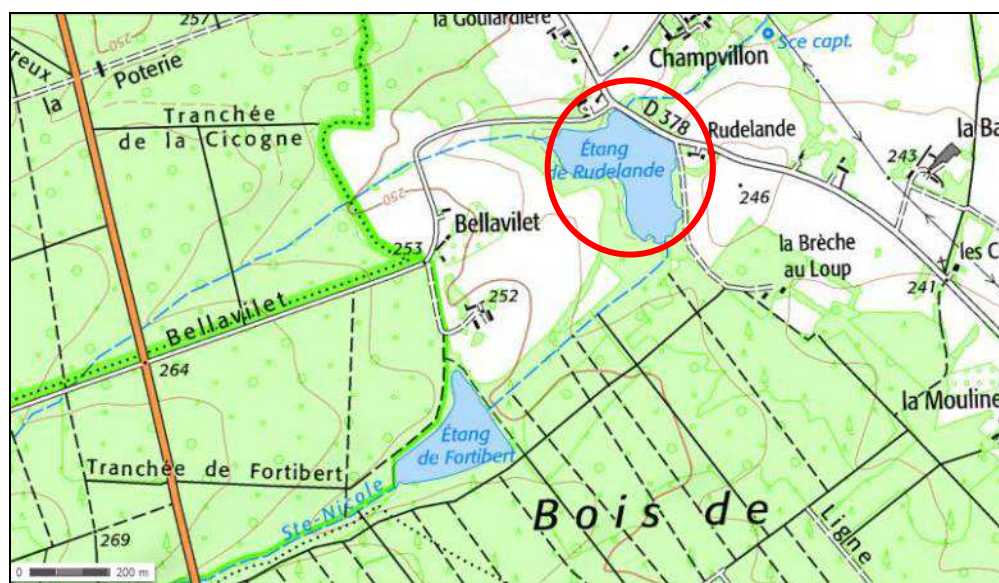 257
250
la Goulardière
Sce capt.
Champvillon
Poterie
la
Tranchée
de la Cicogne
D 378
Rudelande
la Ba
243
Étang
de Rudelande
250
246
Bellavilet
253
la Brèche
au Loup
les C
241
252
Bellavilet
264
la Mouline
Étang
de Fortibert
Tranchée de Fortibert
Ste-Nicole
Bois de
Ligne
269
0 200 m